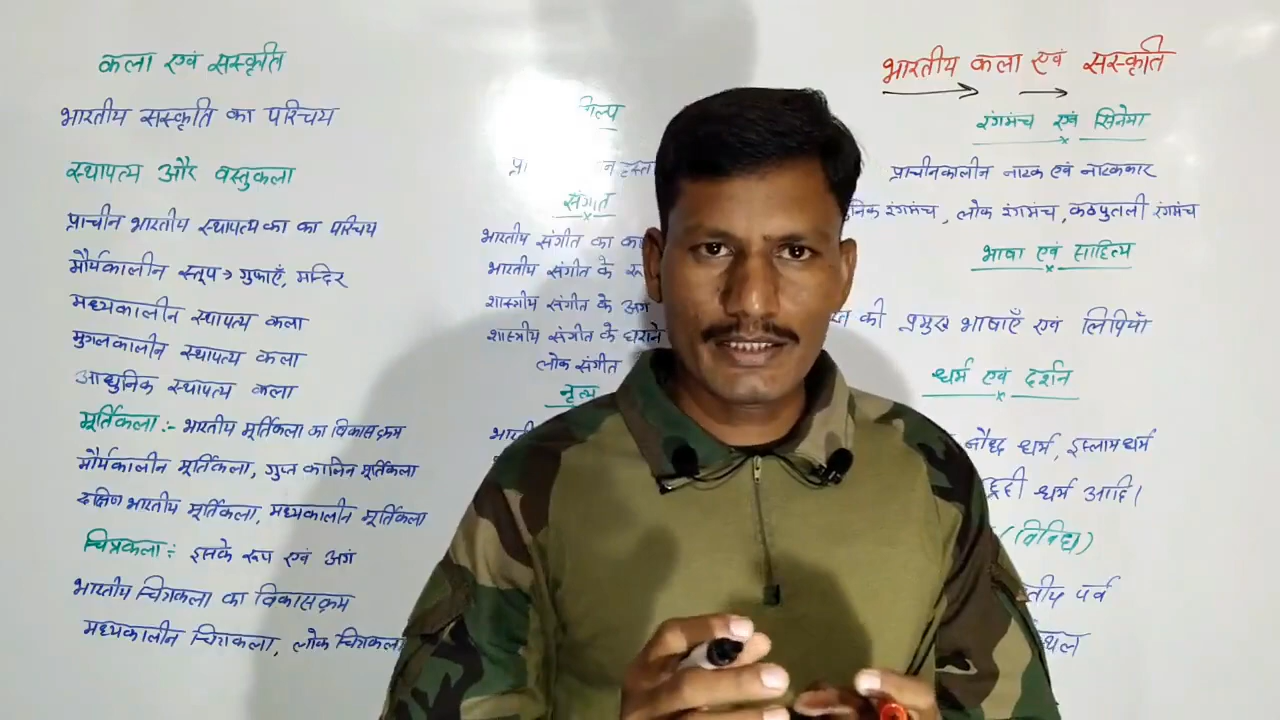 कला एवं संस्कृति
भारतीय संस्कृति का परिचय
स्थापत्य और वस्तुकला
प्राचीन भारतीय स्थापत्य का का परिचय
मौर्यकालीन स्तूप → गुफाएँ, मन्दिर
मध्यकालीन स्थापत्य कला
मुगलकालीन स्थापत्य कला
आधुनिक स्थापत्य कला
मूर्तिकला :- भारतीय मूर्तिकला का विकास क्रम
मौर्यकालीन मूर्तिकला, गुप्त कालिन मूर्तिकला
दक्षिण भारतीय मूर्तिकला, मध्यकालीन मूर्तिकला
चित्रकला : इसके रूप एवं अंग
भारतीय चित्रकला का विकास क्रम
मध्यकालीन चित्रकला, लोक चित्रकला
संगीत
भारतीय संगीत का
भारतीय संगीत के
शास्त्रीय संगीत के अंग
शास्त्रीय संगीत के घराने
लोक संगीत
नृत्य
भारतीय कला एवं संस्कृति
रंगमंच एवं सिनेमा
प्राचीनकालीन नाटक एवं नाटककार
रंगमंच, लोक रंगमंच, कठपुतली रंगमंच
भाषा एवं साहित्य
की प्रमुख भाषाएँ एवं लिपियाँ
धर्म एवं दर्शन
बौध्द धर्म, इस्लाम धर्म
धर्म आदि।
(विविध)
पर्व